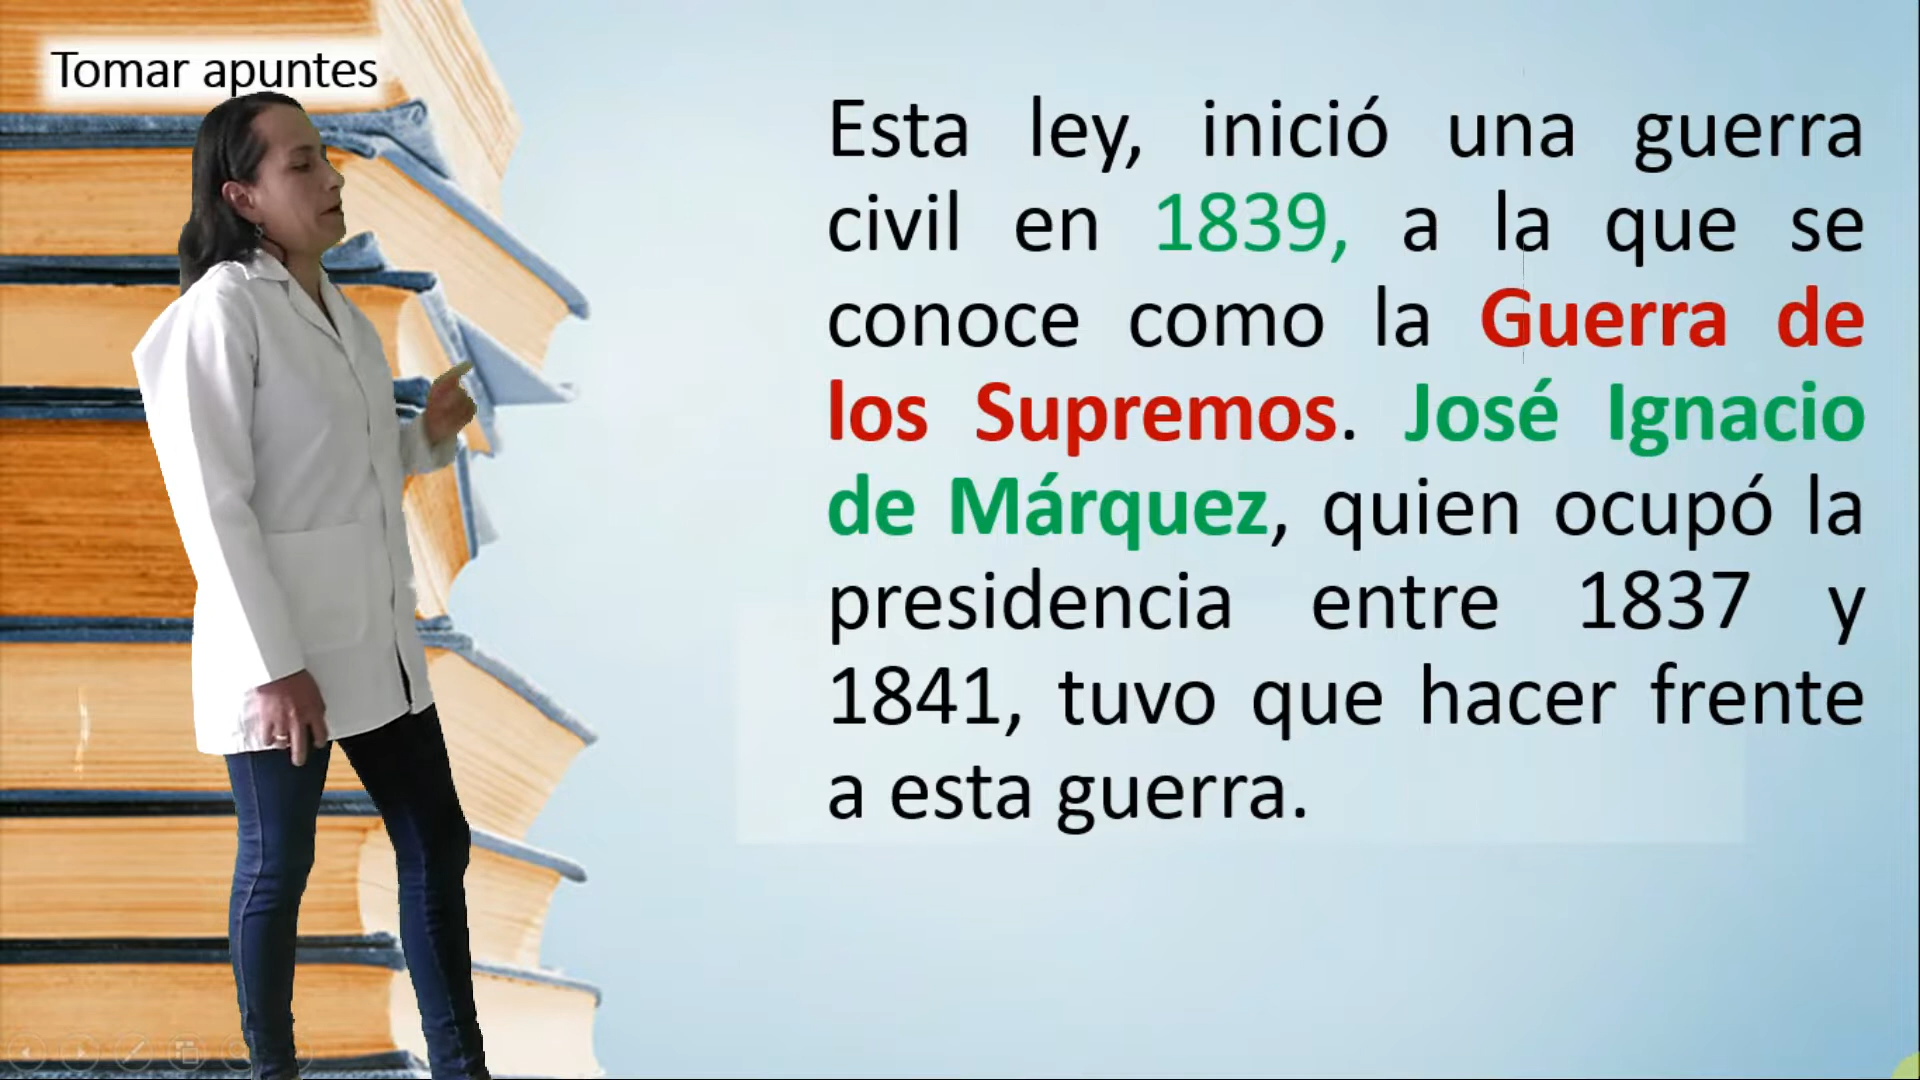 Tomar apuntes
Esta ley, inició una guerra
civil en 1839, a la que se
conoce como la Guerra de
los Supremos. José Ignacio
de Márquez, quien ocupó la
presidencia entre 1837 y
1841, tuvo que hacer frente
a esta guerra.